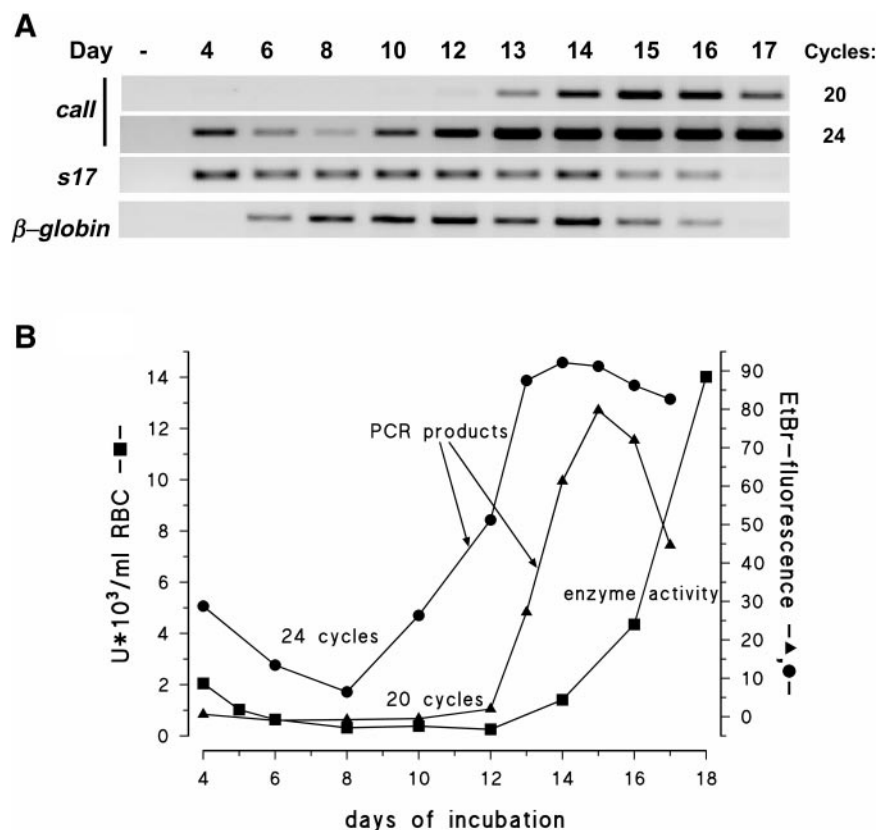 A
Day - 4 6 8 10 12 13 14 15 16 17 Cycles:
caII 20
24
s17
β–globin
B
14
12
10
8
6
4
2
0
U*10³/ml RBC –■–
90
80
70
60
50
40
30
20
10
0
EtBr–fluorescence –▲,●–
PCR products
enzyme activity
24 cycles
20 cycles
4 6 8 10 12 14 16 18
days of incubation